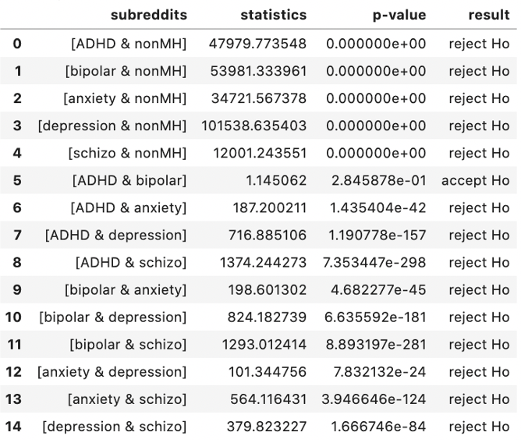 subreddits statistics p-value result
0 [ADHD & nonMH] 47979.773548 0.000000e+00 reject Ho
1 [bipolar & nonMH] 53981.333961 0.000000e+00 reject Ho
2 [anxiety & nonMH] 34721.567378 0.000000e+00 reject Ho
3 [depression & nonMH] 101538.635403 0.000000e+00 reject Ho
4 [schizo & nonMH] 12001.243551 0.000000e+00 reject Ho
5 [ADHD & bipolar] 1.145062 2.845878e-01 accept Ho
6 [ADHD & anxiety] 187.200211 1.435404e-42 reject Ho
7 [ADHD & depression] 716.885106 1.190778e-157 reject Ho
8 [ADHD & schizo] 1374.244273 7.353447e-298 reject Ho
9 [bipolar & anxiety] 198.601302 4.682277e-45 reject Ho
10 [bipolar & depression] 824.182739 6.635592e-181 reject Ho
11 [bipolar & schizo] 1293.012414 8.893197e-281 reject Ho
12 [anxiety & depression] 101.344756 7.832132e-24 reject Ho
13 [anxiety & schizo] 564.116431 3.946646e-124 reject Ho
14 [depression & schizo] 379.823227 1.666746e-84 reject Ho